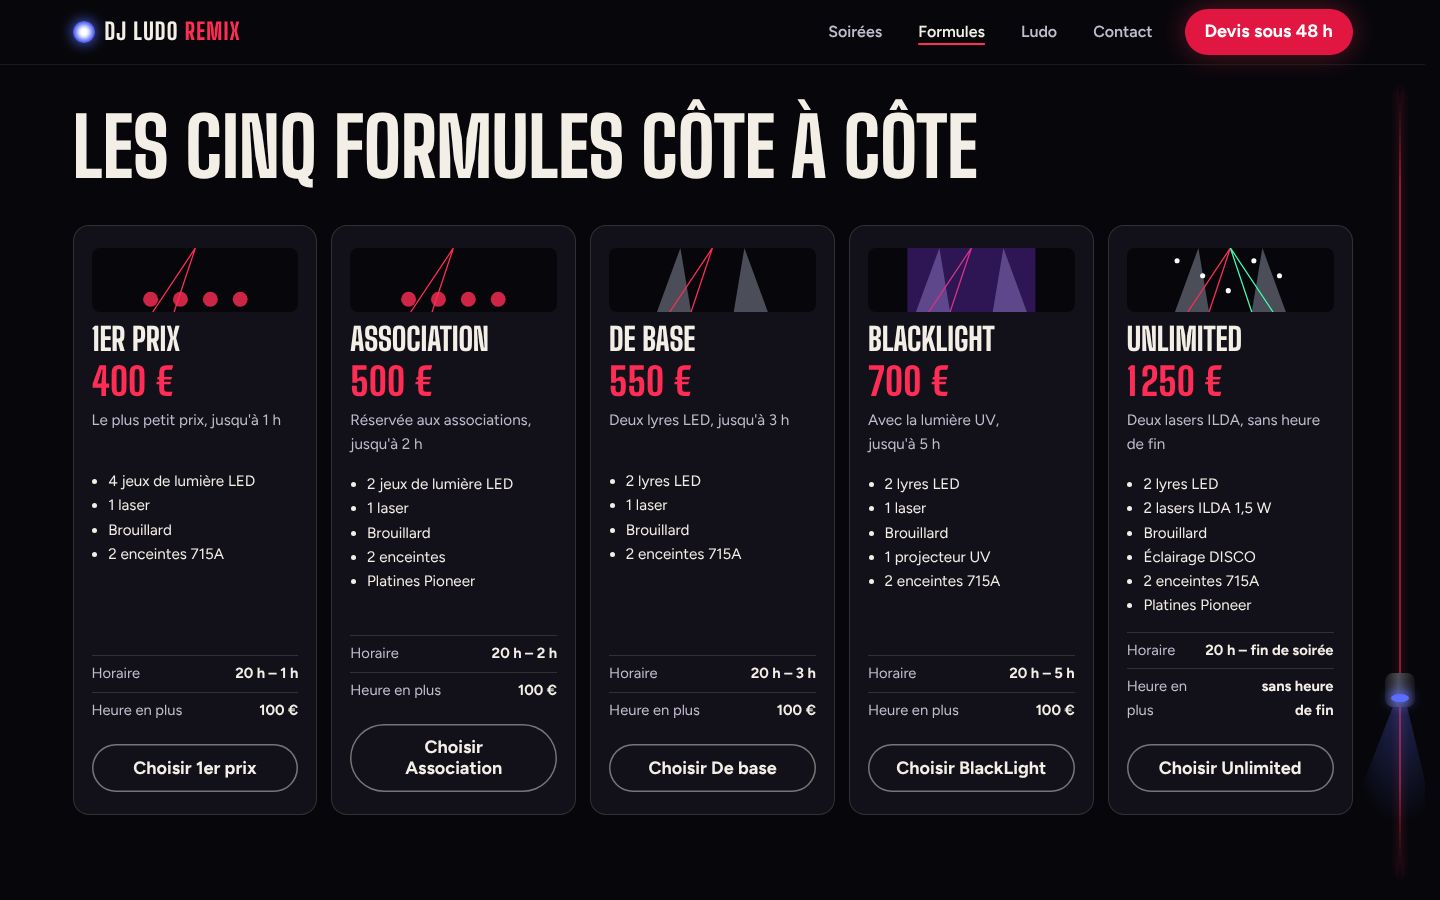 DJ LUDO REMIX
Soirées
Formules
Ludo
Contact
Devis sous 48 h
LES CINQ FORMULES CÔTE À CÔTE
1ER PRIX
400 €
Le plus petit prix, jusqu'à 1 h
• 4 jeux de lumière LED
• 1 laser
• Brouillard
• 2 enceintes 715A
Horaire 20 h – 1 h
Heure en plus 100 €
Choisir 1er prix
ASSOCIATION
500 €
Réservée aux associations,
jusqu'à 2 h
• 2 jeux de lumière LED
• 1 laser
• Brouillard
• 2 enceintes
• Platines Pioneer
Horaire 20 h – 2 h
Heure en plus 100 €
Choisir
Association
DE BASE
550 €
Deux lyres LED, jusqu'à 3 h
• 2 lyres LED
• 1 laser
• Brouillard
• 2 enceintes 715A
Horaire 20 h – 3 h
Heure en plus 100 €
Choisir De base
BLACKLIGHT
700 €
Avec la lumière UV,
jusqu'à 5 h
• 2 lyres LED
• 1 laser
• Brouillard
• 1 projecteur UV
• 2 enceintes 715A
Horaire 20 h – 5 h
Heure en plus 100 €
Choisir BlackLight
UNLIMITED
1 250 €
Deux lasers ILDA, sans heure
de fin
• 2 lyres LED
• 2 lasers ILDA 1,5 W
• Brouillard
• Éclairage DISCO
• 2 enceintes 715A
• Platines Pioneer
Horaire 20 h – fin de soirée
Heure en sans heure
plus de fin
Choisir Unlimited